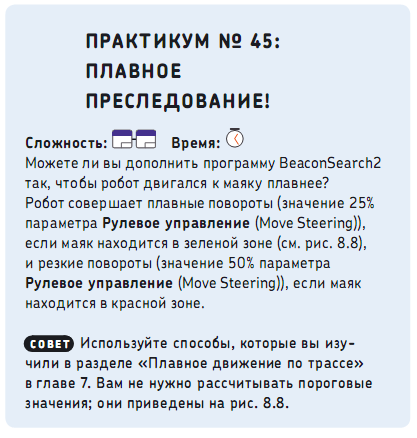 ПРАКТИКУМ № 45:
ПЛАВНОЕ
ПРЕСЛЕДОВАНИЕ!
Сложность: Время:
Можете ли вы дополнить программу BeaconSearch2
так, чтобы робот двигался к маяку плавнее?
Робот совершает плавные повороты (значение 25%
параметра Рулевое управление (Move Steering)),
если маяк находится в зеленой зоне (см. рис. 8.8),
и резкие повороты (значение 50% параметра
Рулевое управление (Move Steering)), если маяк
находится в красной зоне.
СОВЕТ Используйте способы, которые вы изу-
чили в разделе «Плавное движение по трассе»
в главе 7. Вам не нужно рассчитывать пороговые
значения; они приведены на рис. 8.8.